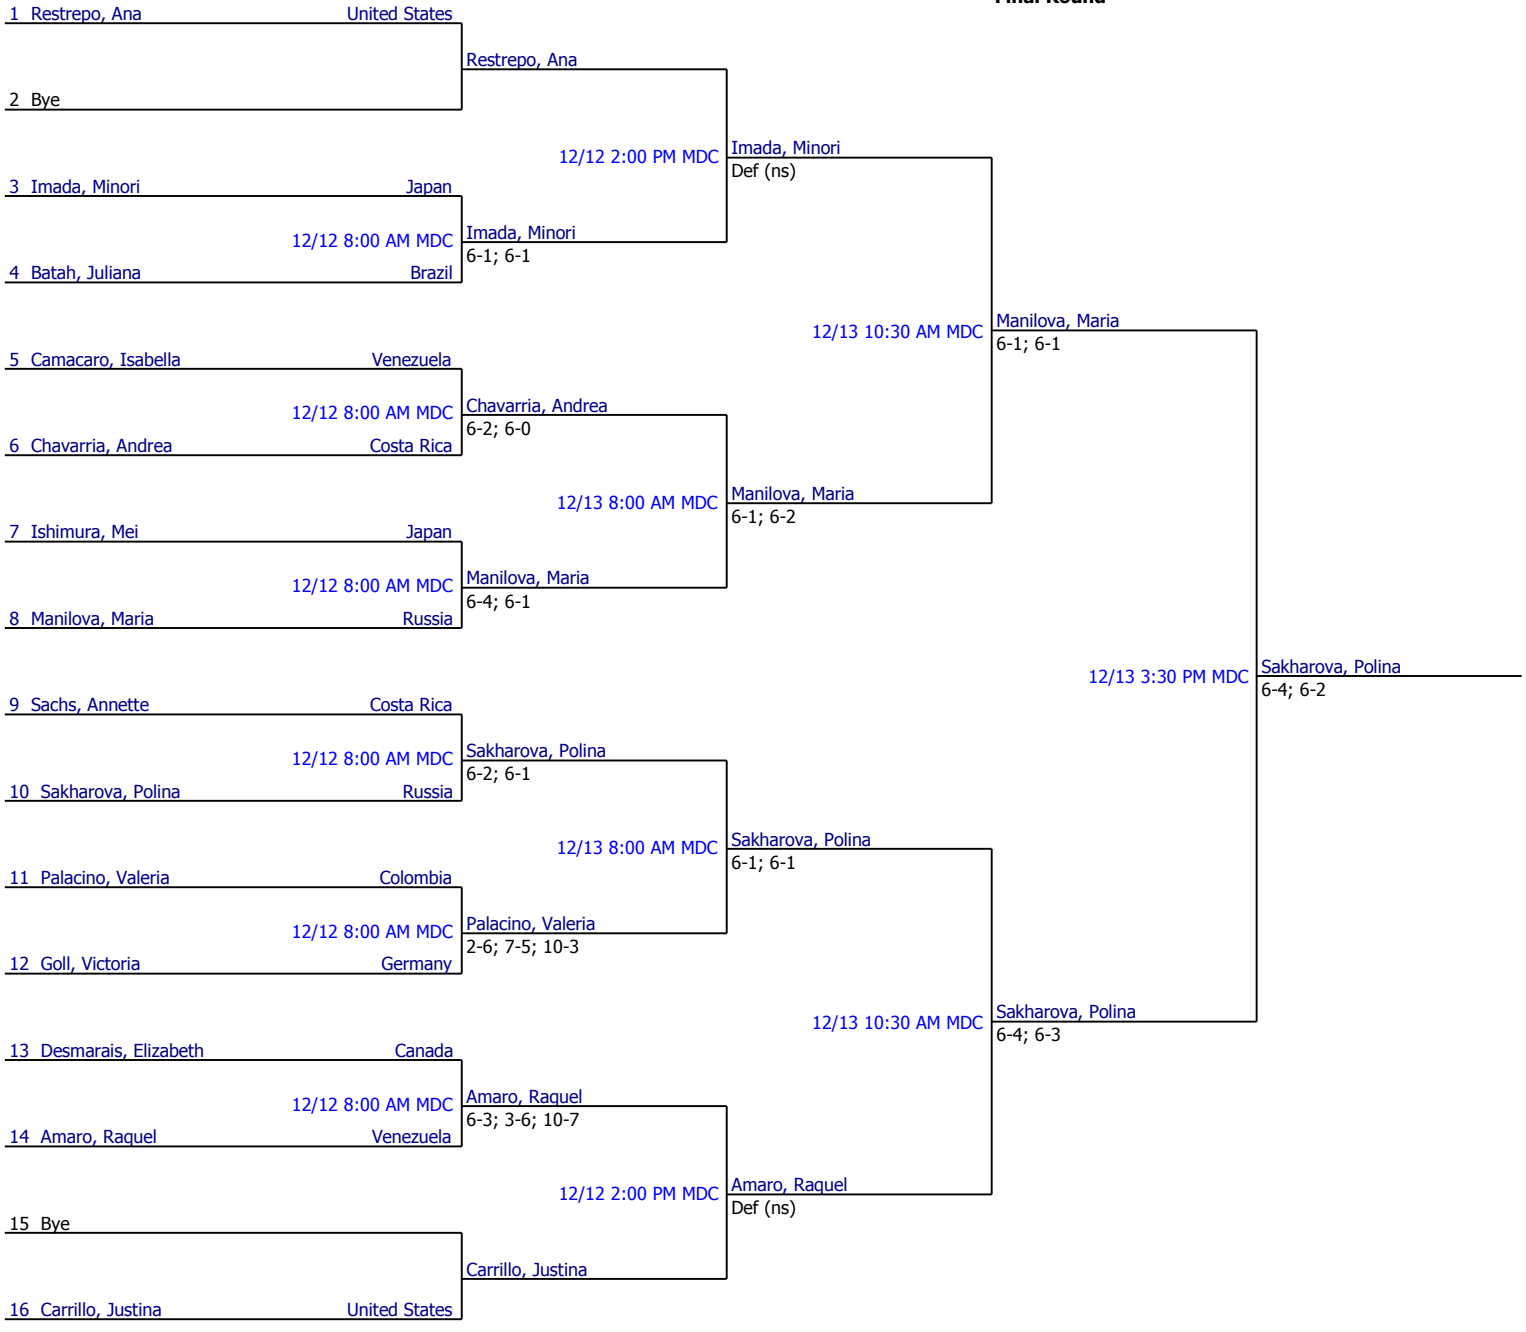 Final Round
1 Restrepo, Ana United States
Restrepo, Ana
2 Bye
12/12 2:00 PM MDC Imada, Minori
Def (ns)
3 Imada, Minori Japan
12/12 8:00 AM MDC Imada, Minori
6-1; 6-1
4 Batah, Juliana Brazil
12/13 10:30 AM MDC Manilova, Maria
6-1; 6-1
5 Camacaro, Isabella Venezuela
12/12 8:00 AM MDC Chavarria, Andrea
6-2; 6-0
6 Chavarria, Andrea Costa Rica
12/13 8:00 AM MDC Manilova, Maria
6-1; 6-2
7 Ishimura, Mei Japan
12/12 8:00 AM MDC Manilova, Maria
6-4; 6-1
8 Manilova, Maria Russia
12/13 3:30 PM MDC Sakharova, Polina
6-4; 6-2
9 Sachs, Annette Costa Rica
12/12 8:00 AM MDC Sakharova, Polina
6-2; 6-1
10 Sakharova, Polina Russia
12/13 8:00 AM MDC Sakharova, Polina
6-1; 6-1
11 Palacino, Valeria Colombia
12/12 8:00 AM MDC Palacino, Valeria
2-6; 7-5; 10-3
12 Goll, Victoria Germany
12/13 10:30 AM MDC Sakharova, Polina
6-4; 6-3
13 Desmarais, Elizabeth Canada
12/12 8:00 AM MDC Amaro, Raquel
6-3; 3-6; 10-7
14 Amaro, Raquel Venezuela
12/12 2:00 PM MDC Amaro, Raquel
Def (ns)
15 Bye
Carrillo, Justina
16 Carrillo, Justina United States